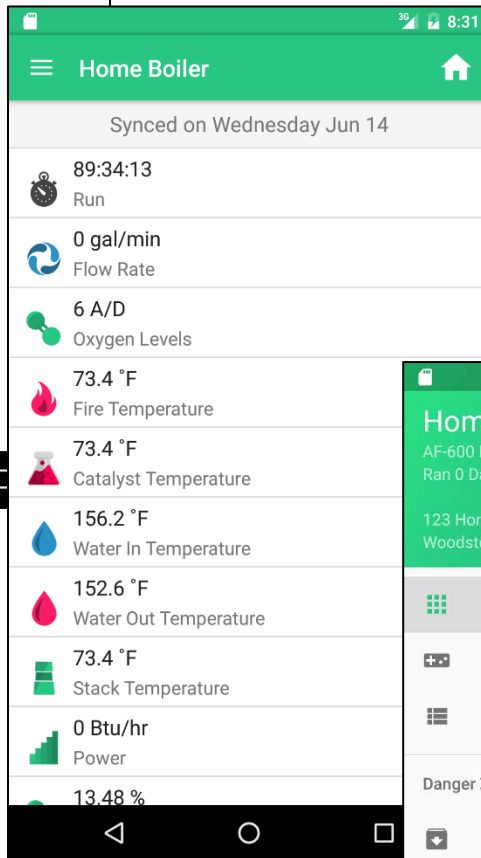 3G 8:31
Home Boiler
Synced on Wednesday Jun 14
89:34:13
Run
0 gal/min
Flow Rate
6 A/D
Oxygen Levels
73.4 °F
Fire Temperature
73.4 °F
Catalyst Temperature
156.2 °F
Water In Temperature
152.6 °F
Water Out Temperature
73.4 °F
Stack Temperature
0 Btu/hr
Power
13.48 %
Hom
AF-600
Ran 0 Da
123 Hor
Woodst
Danger